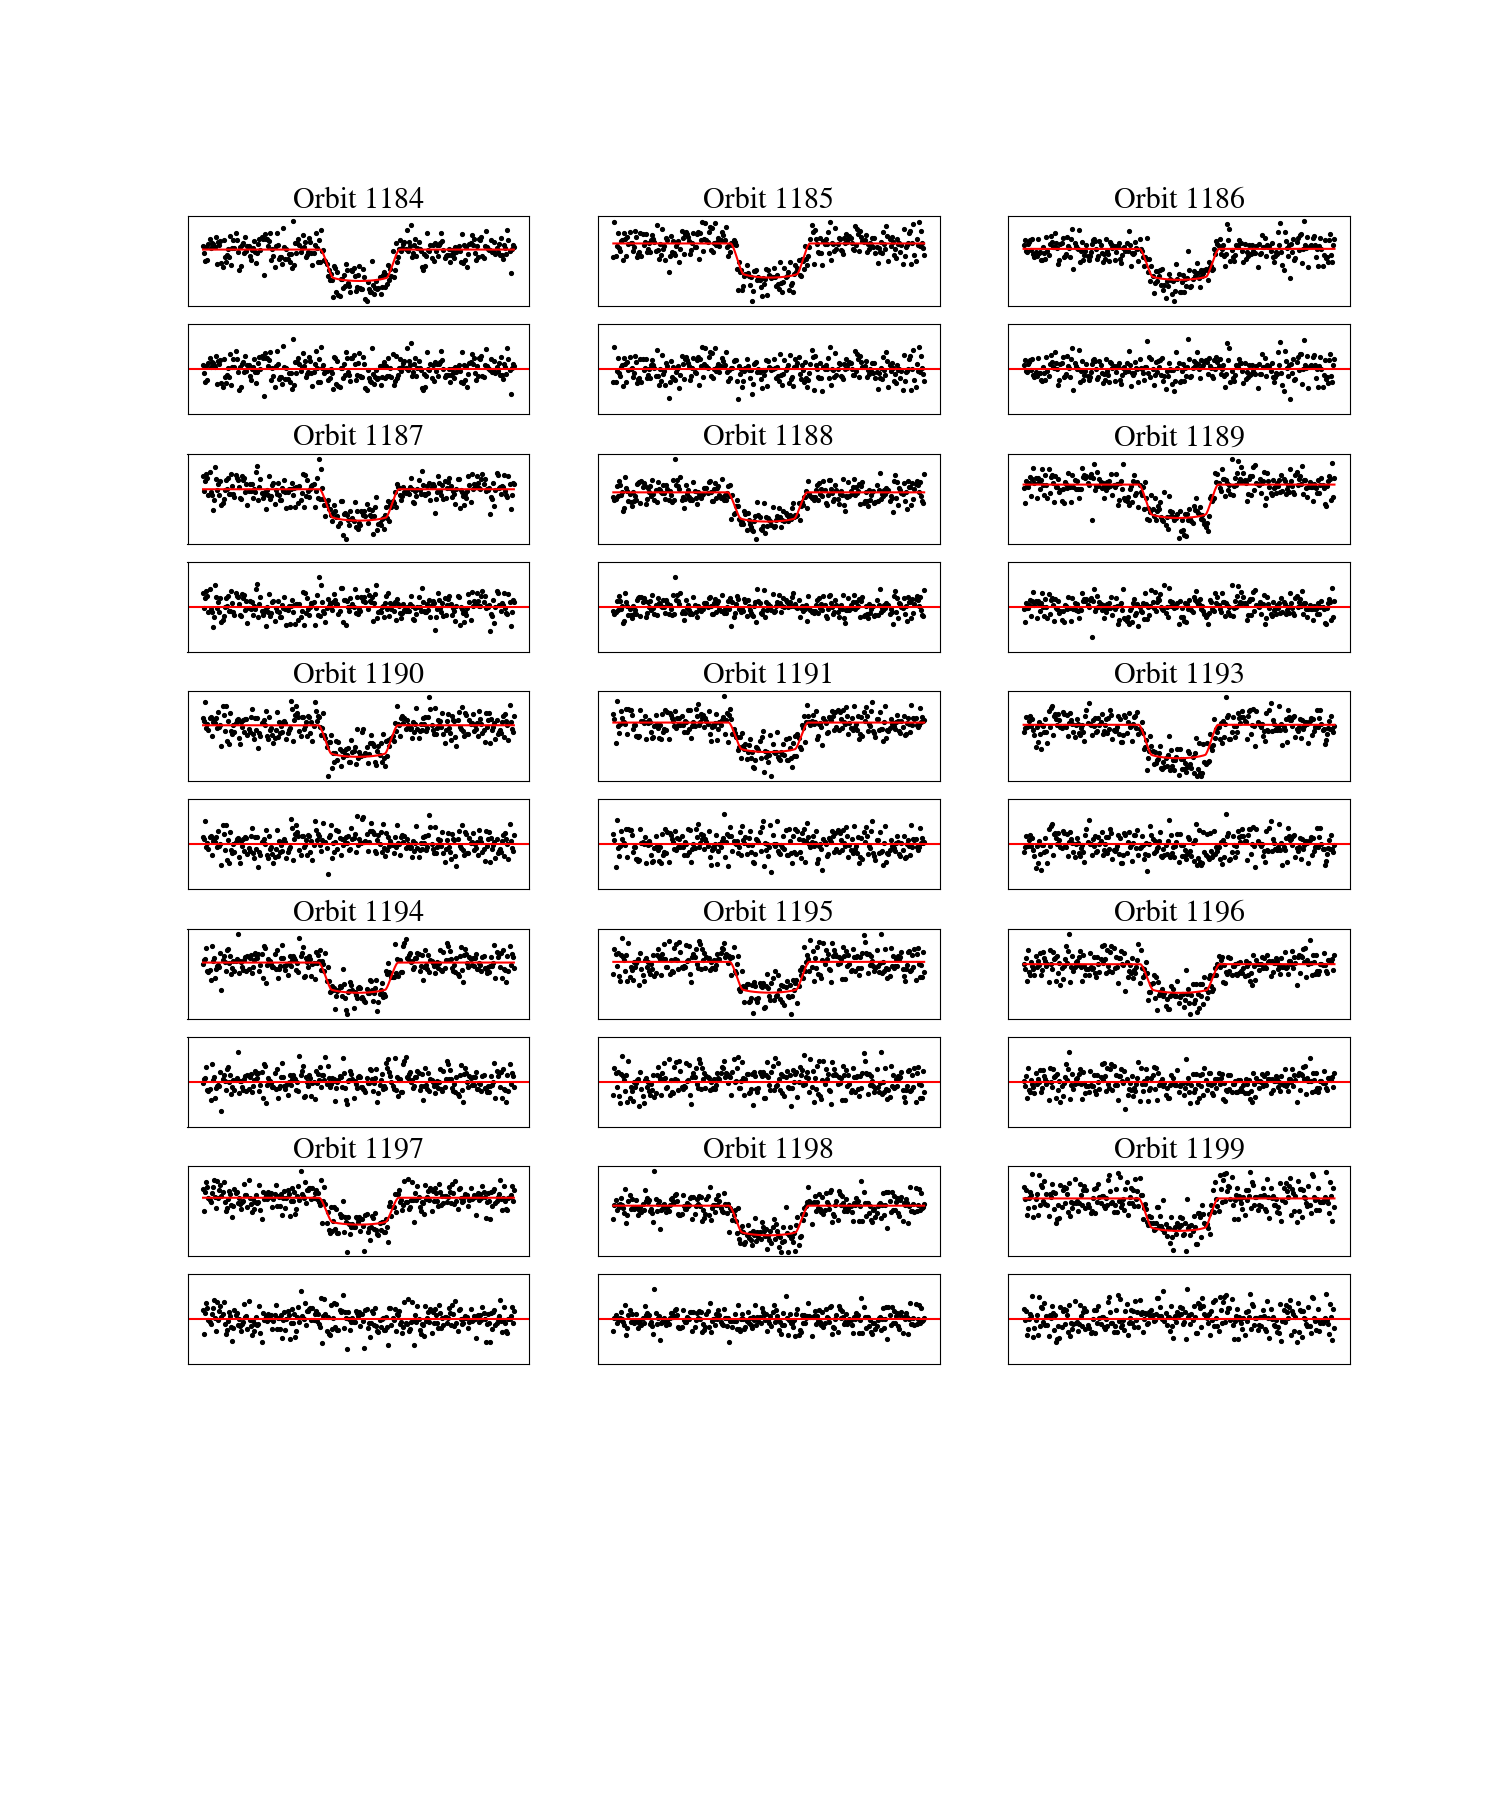 Orbit 1184
Orbit 1185
Orbit 1186
Orbit 1187
Orbit 1188
Orbit 1189
Orbit 1190
Orbit 1191
Orbit 1193
Orbit 1194
Orbit 1195
Orbit 1196
Orbit 1197
Orbit 1198
Orbit 1199